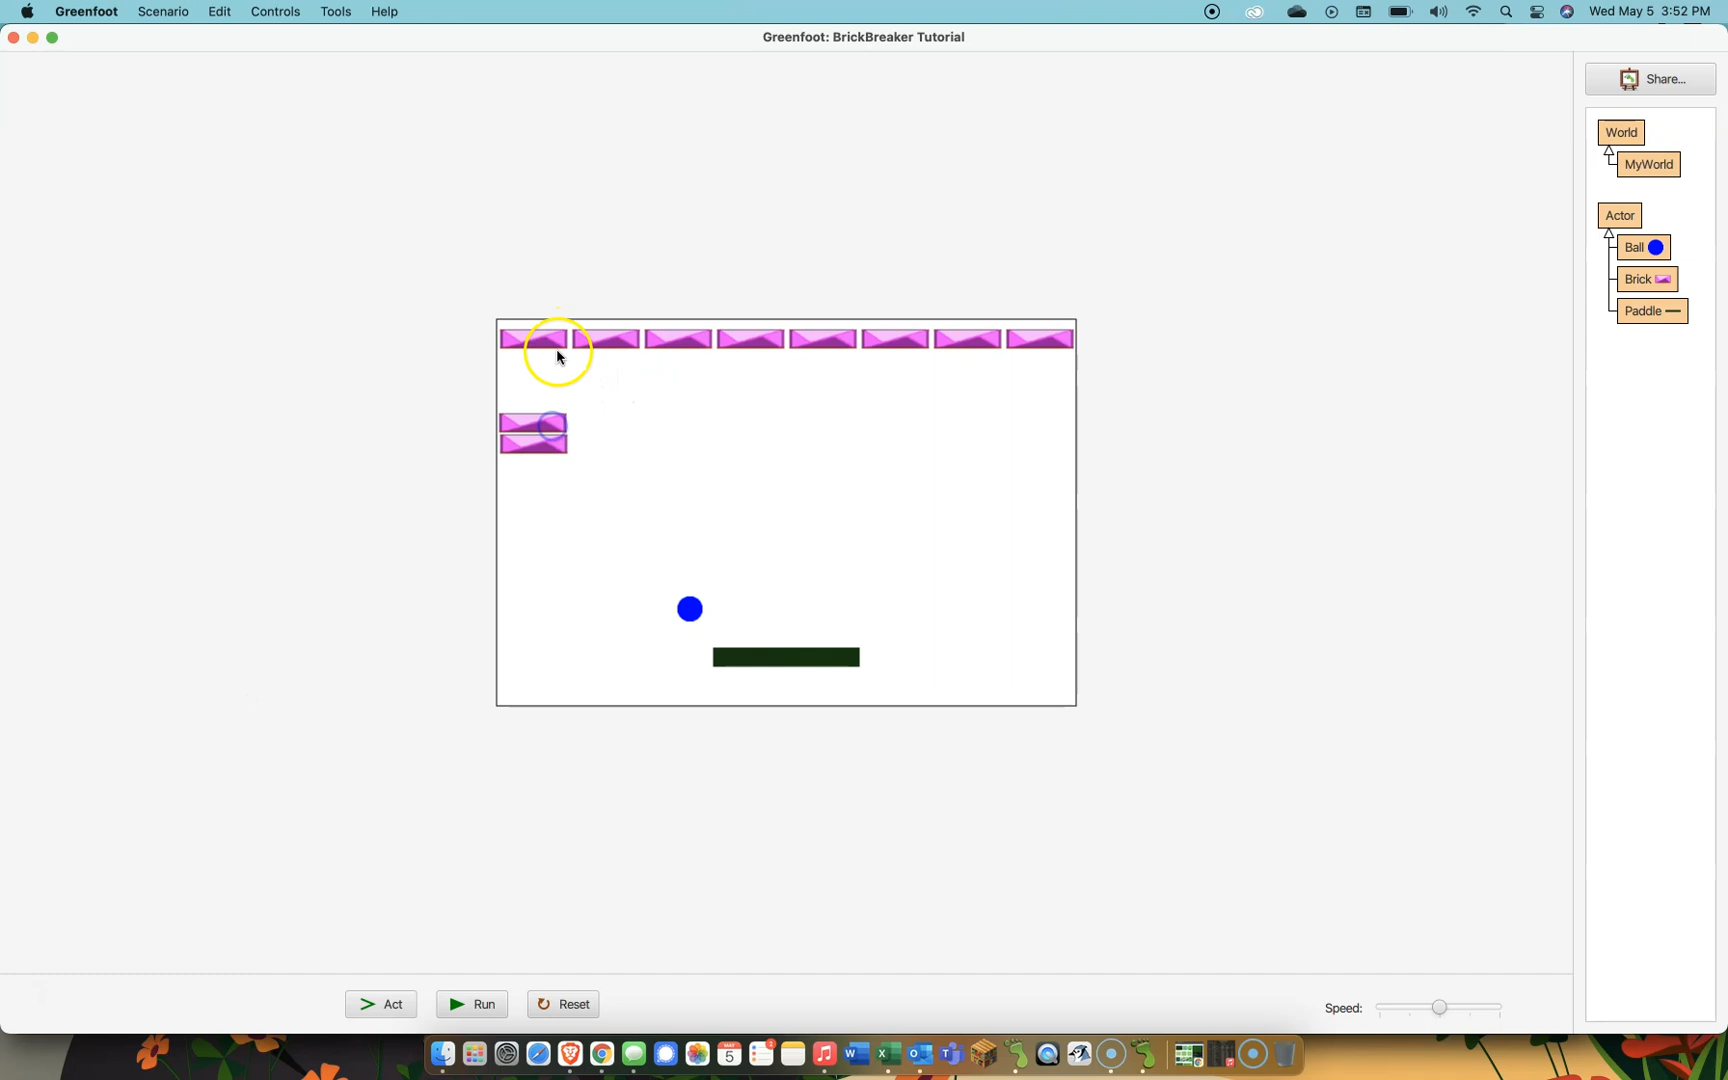 Greenfoot Scenario Edit Controls Tools Help Wed May 5 3:52 PM
Greenfoot: BrickBreaker Tutorial
Share...
World
MyWorld
Actor
Ball
Brick
Paddle
Act Run Reset Speed: